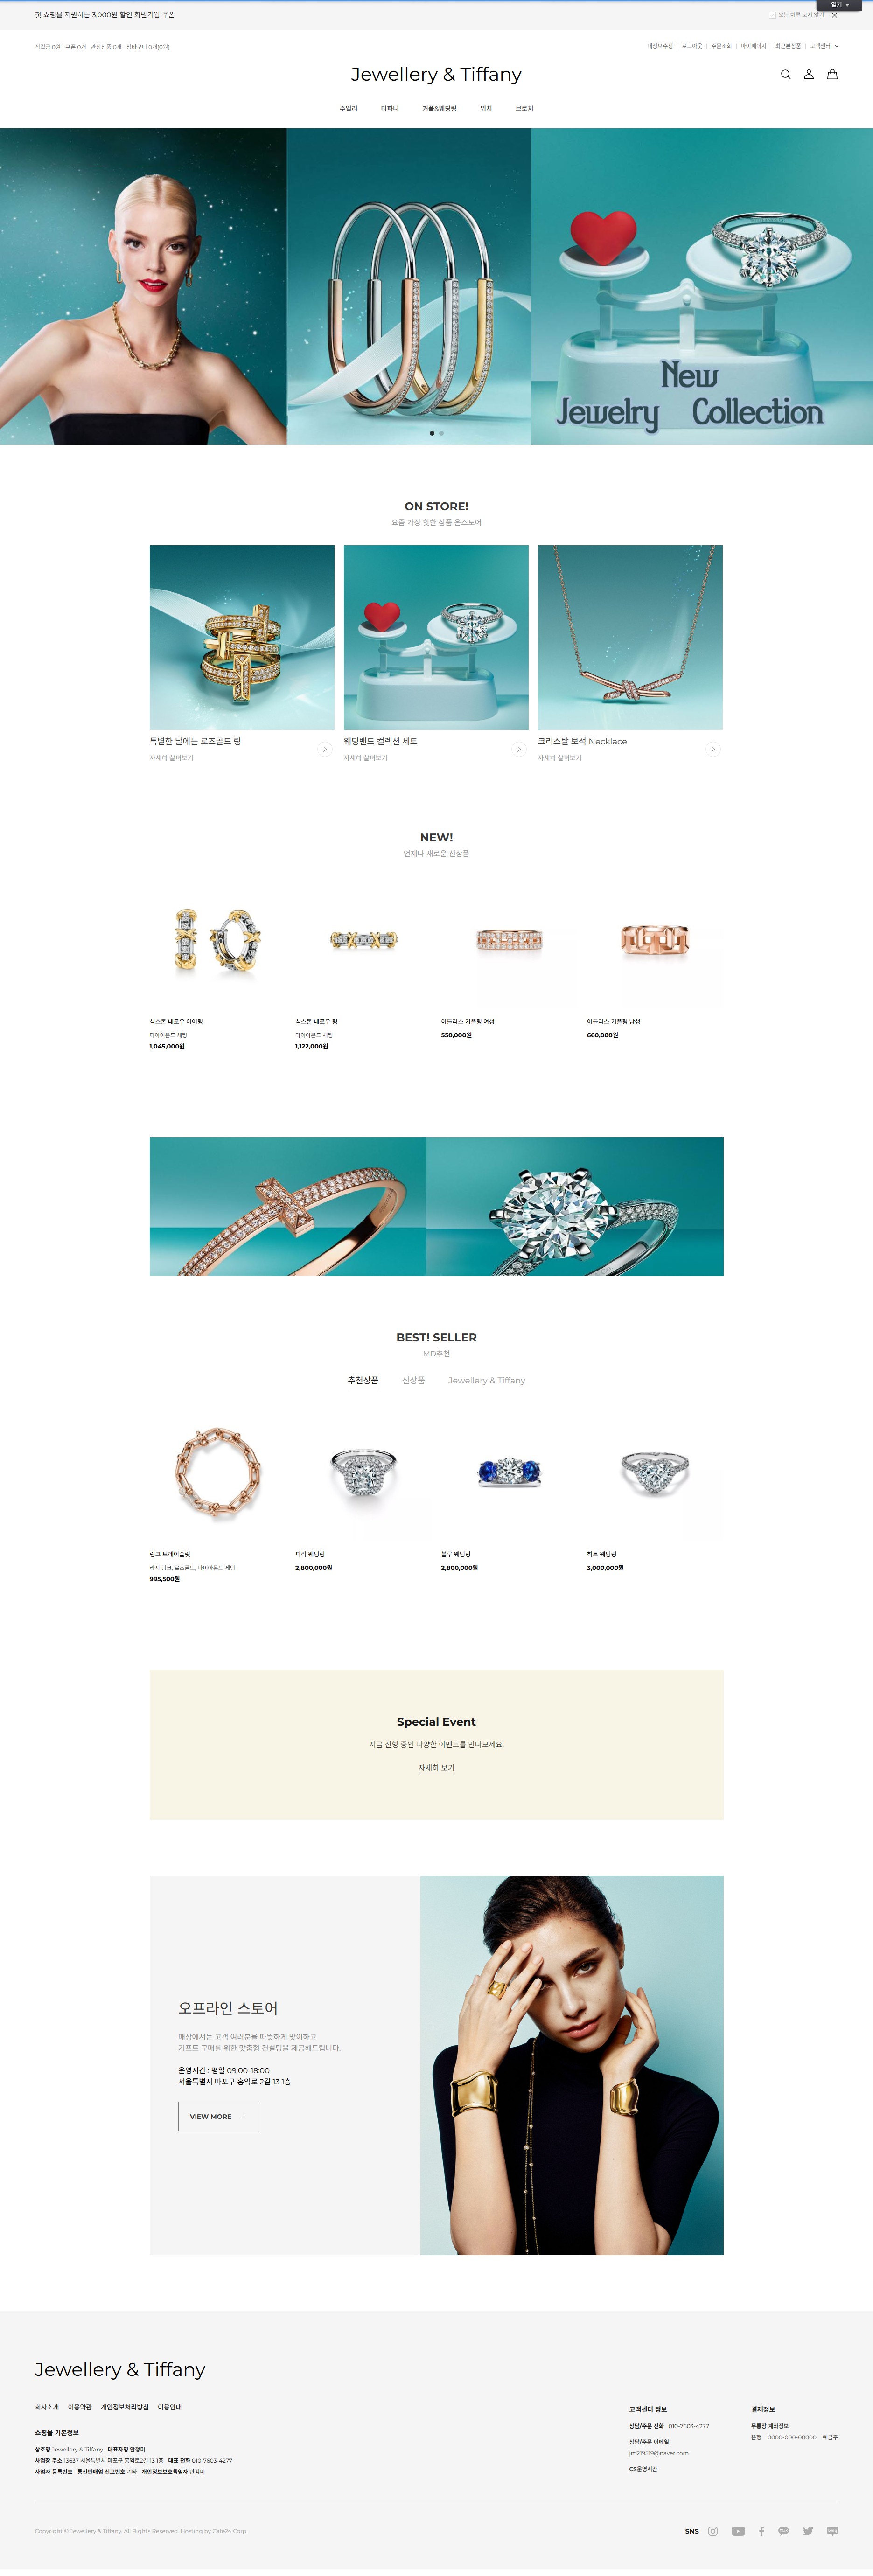 열기
첫 쇼핑을 지원하는 3,000원 할인 회원가입 쿠폰
오늘 하루 보지 않기
적립금 0원 쿠폰 0개 관심상품 0개 장바구니 0개(0원)
내정보수정 로그아웃 주문조회 마이페이지 최근본상품 고객센터
Jewellery & Tiffany
주얼리 티파니 커플&웨딩링 워치 브로치
New
Jewelry Collection
ON STORE!
요즘 가장 핫한 상품 온스토어
특별한 날에는 로즈골드 링
자세히 살펴보기
웨딩밴드 컬렉션 세트
자세히 살펴보기
크리스탈 보석 Necklace
자세히 살펴보기
NEW!
언제나 새로운 신상품
식스톤 네로우 이어링
다이아몬드 세팅
1,045,000원
식스톤 네로우 링
다이아몬드 세팅
1,122,000원
아틀라스 커플링 여성
550,000원
아틀라스 커플링 남성
660,000원
BEST! SELLER
MD추천
추천상품 신상품 Jewellery & Tiffany
링크 브레이슬릿
라지 링크, 로즈골드, 다이아몬드 세팅
995,500원
파리 웨딩링
2,800,000원
블루 웨딩링
2,800,000원
하트 웨딩링
3,000,000원
Special Event
지금 진행 중인 다양한 이벤트를 만나보세요.
자세히 보기
오프라인 스토어
매장에서는 고객 여러분을 따뜻하게 맞이하고
기프트 구매를 위한 맞춤형 컨설팅을 제공해드립니다.
운영시간 : 평일 09:00-18:00
서울특별시 마포구 홍익로 2길 13 1층
VIEW MORE +
Jewellery & Tiffany
회사소개 이용약관 개인정보처리방침 이용안내
쇼핑몰 기본정보
상호명 Jewellery & Tiffany 대표자명 안정미
사업장 주소 13637 서울특별시 마포구 홍익로2길 13 1층 대표 전화 010-7603-4277
사업자 등록번호 통신판매업 신고번호 기타 개인정보보호책임자 안정미
고객센터 정보
상담/주문 전화 010-7603-4277
상담/주문 이메일
jm219519@naver.com
CS운영시간
결제정보
무통장 계좌정보
은행 0000-000-00000 예금주
Copyright © Jewellery & Tiffany. All Rights Reserved. Hosting by Cafe24 Corp.
SNS